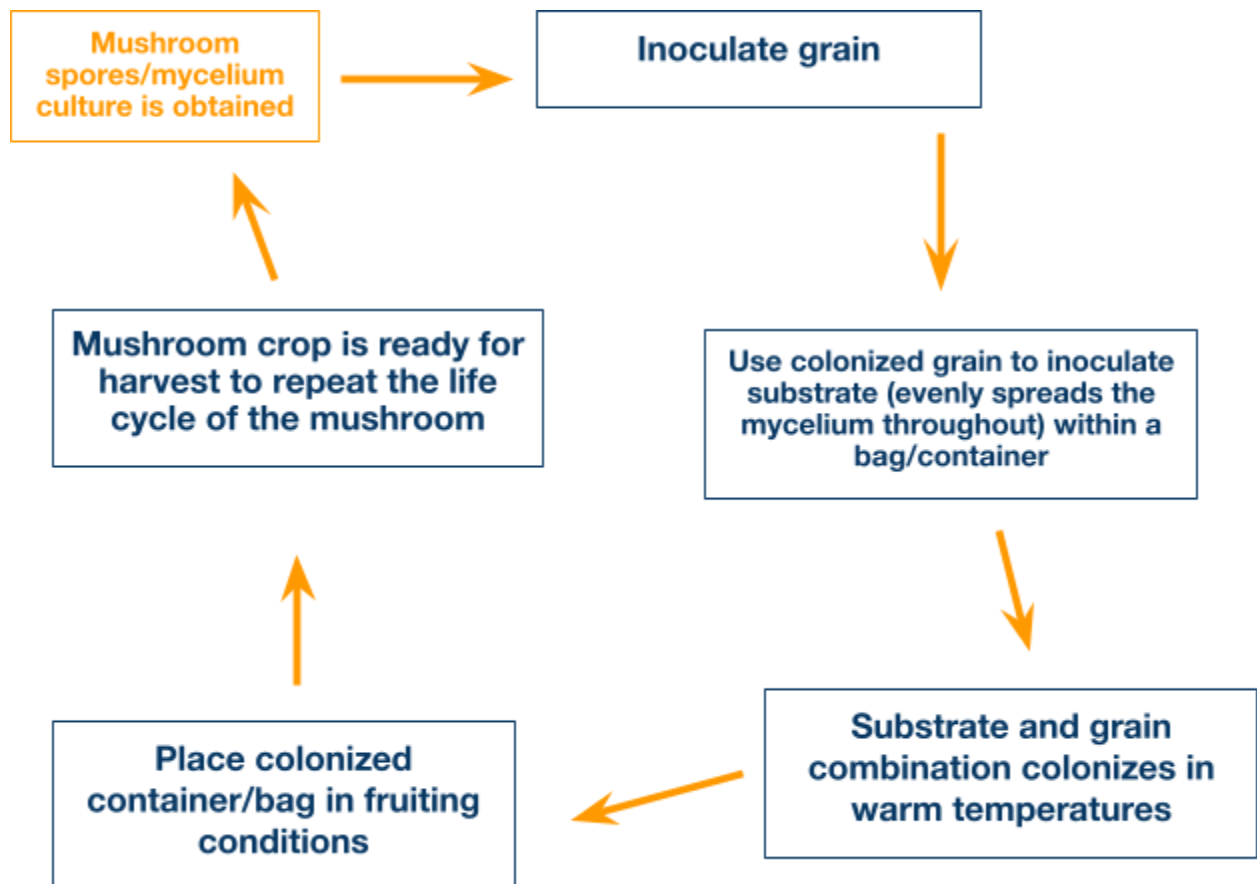 Mushroom
spores/mycelium
culture is obtained
Inoculate grain
Use colonized grain to inoculate
substrate (evenly spreads the
mycelium throughout) within a
bag/container
Substrate and grain
combination colonizes in
warm temperatures
Place colonized
container/bag in fruiting
conditions
Mushroom crop is ready for
harvest to repeat the life
cycle of the mushroom